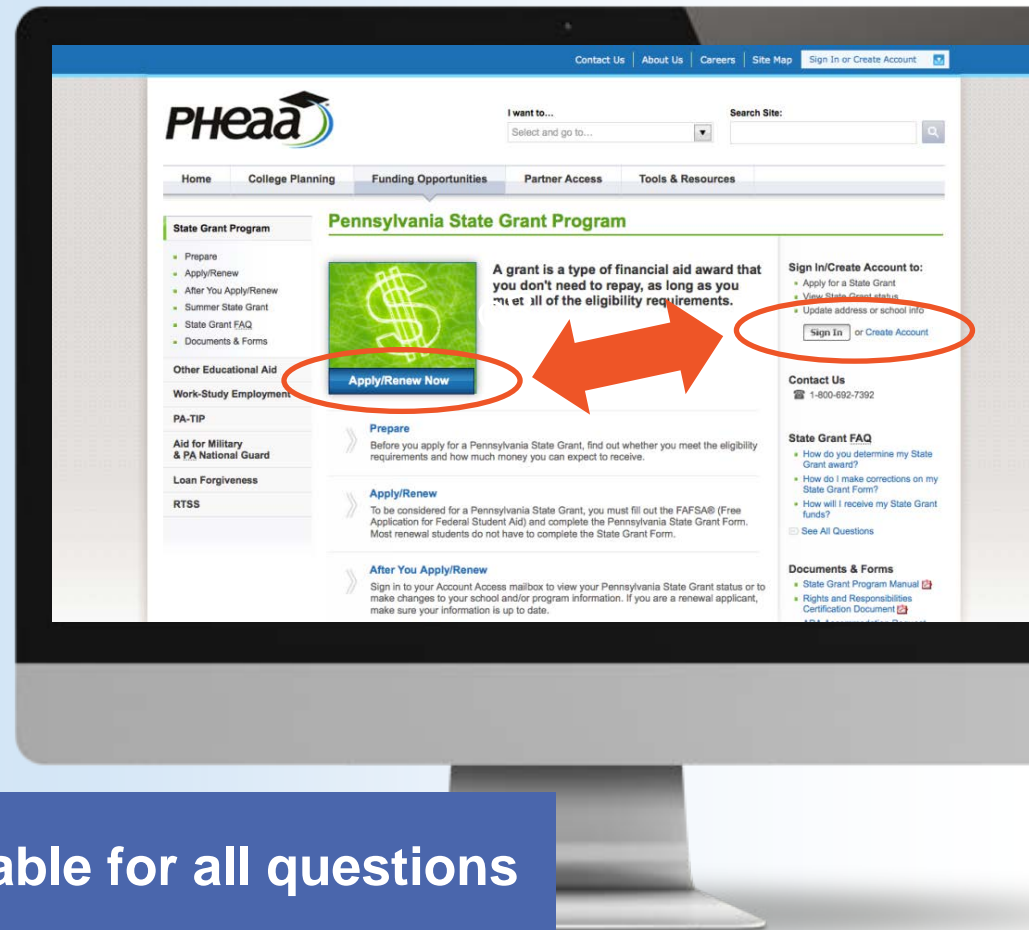 Contact Us | About Us | Careers | Site Map Sign In or Create Account
PHeaa
I want to...
Search Site:
Select and go to...
Home College Planning Funding Opportunities Partner Access Tools & Resources
State Grant Program
Prepare
Apply/Renew
After You Apply/Renew
Summer State Grant
State Grant FAQ
Documents & Forms
Other Educational Aid
Work-Study Employment
PA-TIP
Aid for Military
& PA National Guard
Loan Forgiveness
RTSS
Pennsylvania State Grant Program
A grant is a type of financial aid award that
you don't need to repay, as long as you
meet all of the eligibility requirements.
Apply/Renew Now
Prepare
Before you apply for a Pennsylvania State Grant, find out whether you meet the eligibility
requirements and how much money you can expect to receive.
Apply/Renew
To be considered for a Pennsylvania State Grant, you must fill out the FAFSA® (Free
Application for Federal Student Aid) and complete the Pennsylvania State Grant Form.
Most renewal students do not have to complete the State Grant Form.
After You Apply/Renew
Sign in to your Account Access mailbox to view your Pennsylvania State Grant status or to
make changes to your school and/or program information. If you are a renewal applicant,
make sure your information is up to date.
Sign In/Create Account to:
Apply for a State Grant
View State Grant status
Update address or school info
Sign In or Create Account
Contact Us
1-800-692-7392
State Grant FAQ
How do you determine my State
Grant award?
How do I make corrections on my
State Grant Form?
How will I receive my State Grant
funds?
See All Questions
Documents & Forms
State Grant Program Manual
Rights and Responsibilities
Certification Document
able for all questions